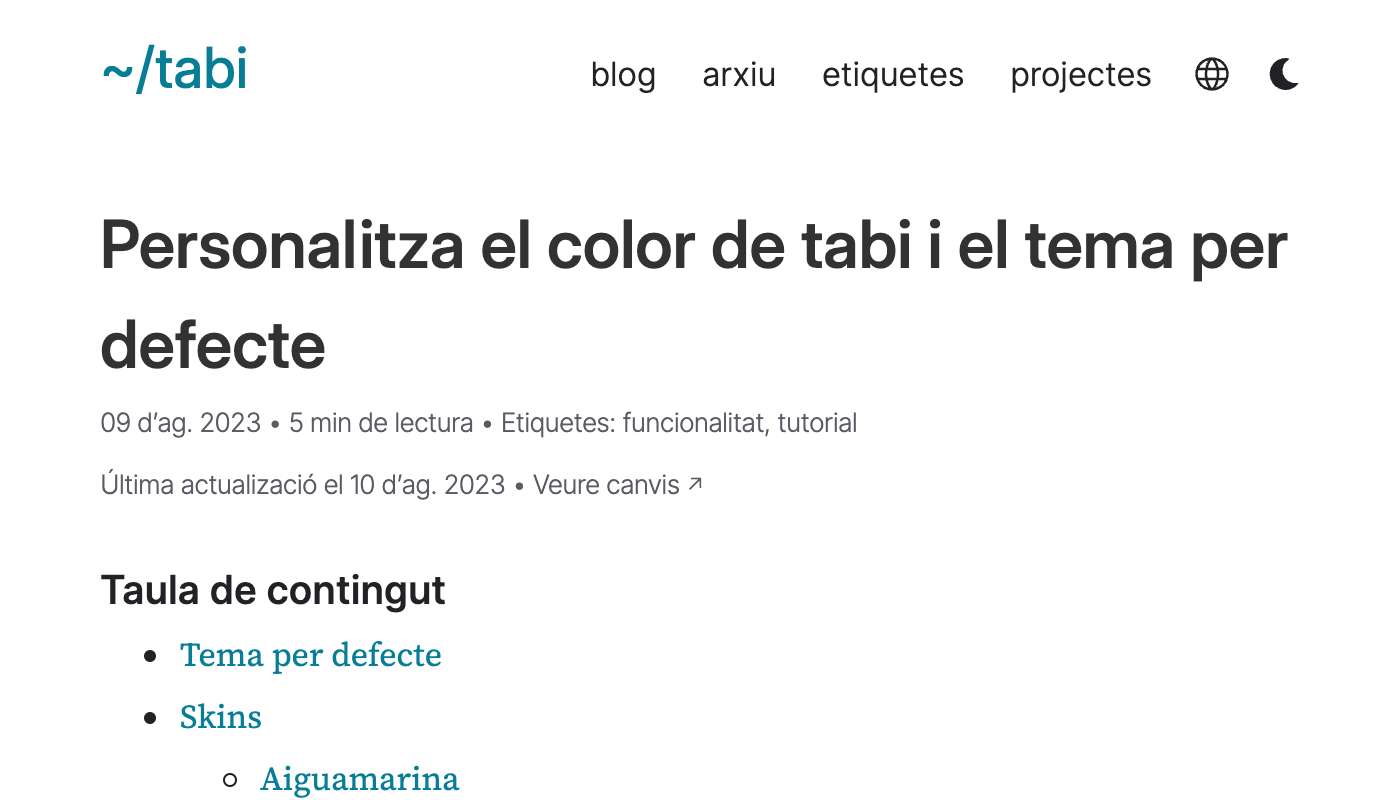 ~/tabi
blog arxiu etiquetes projectes
Personalitza el color de tabi i el tema per
defecte
09 d’ag. 2023 • 5 min de lectura • Etiquetes: funcionalitat, tutorial
Última actualizació el 10 d’ag. 2023 • Veure canvis ↗
Taula de contingut
Tema per defecte
Skins
Aiguamarina